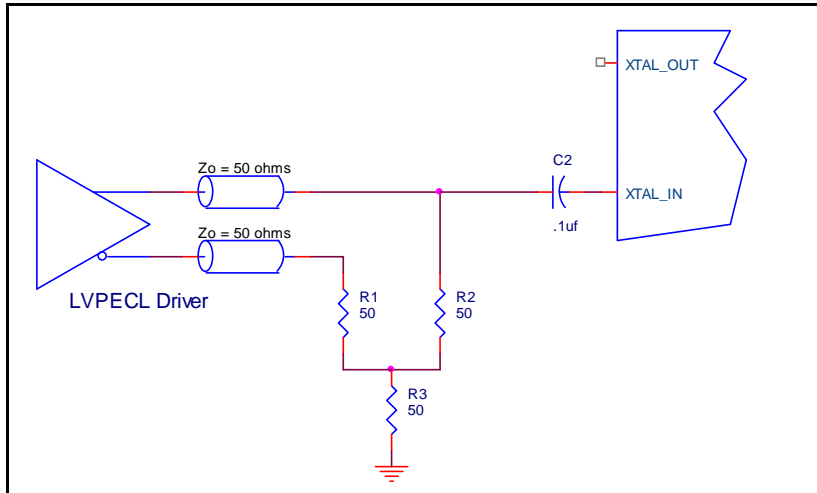 XTAL_OUT
Zo = 50 ohms
C2
XTAL_IN
.1uf
Zo = 50 ohms
LVPECL Driver
R1
50
R2
50
R3
50